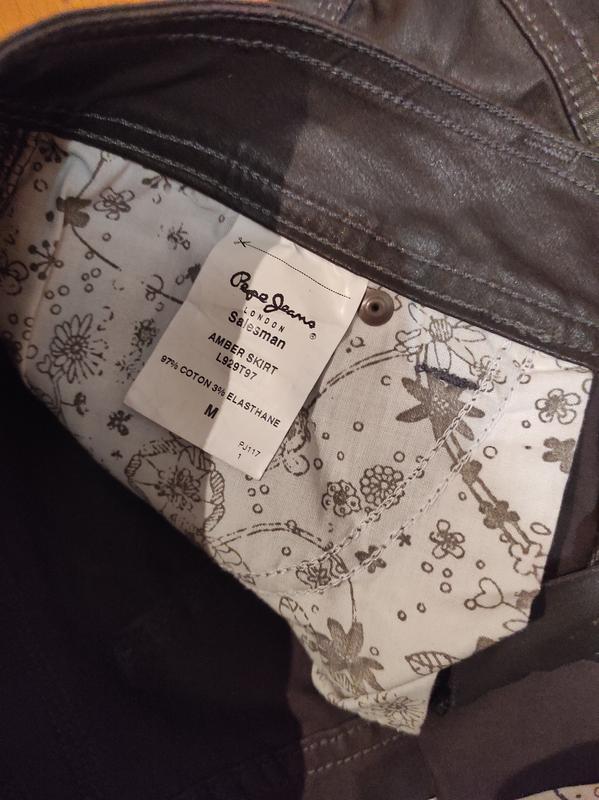 Pepe Jeans
LONDON
®
Salesman
AMBER SKIRT
L929T97
97% COTON 3% ELASTHANE
M
PJ117
1